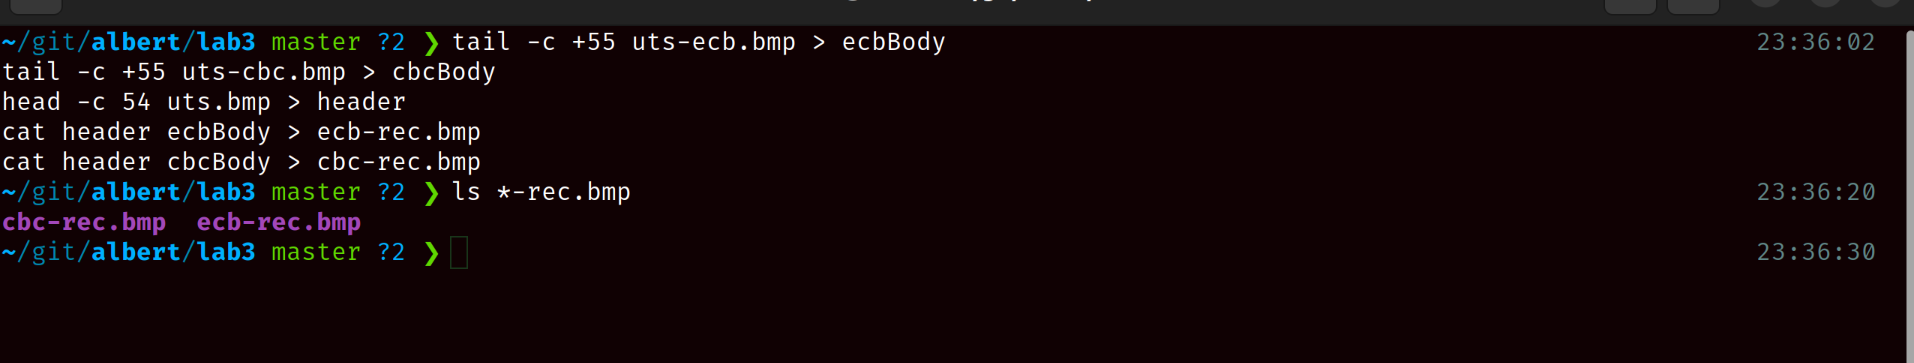 ~/git/albert/lab3 master ?2 ❯ tail -c +55 uts-ecb.bmp > ecbBody 23:36:02
tail -c +55 uts-cbc.bmp > cbcBody
head -c 54 uts.bmp > header
cat header ecbBody > ecb-rec.bmp
cat header cbcBody > cbc-rec.bmp
~/git/albert/lab3 master ?2 ❯ ls *-rec.bmp 23:36:20
cbc-rec.bmp  ecb-rec.bmp
~/git/albert/lab3 master ?2 ❯ 23:36:30